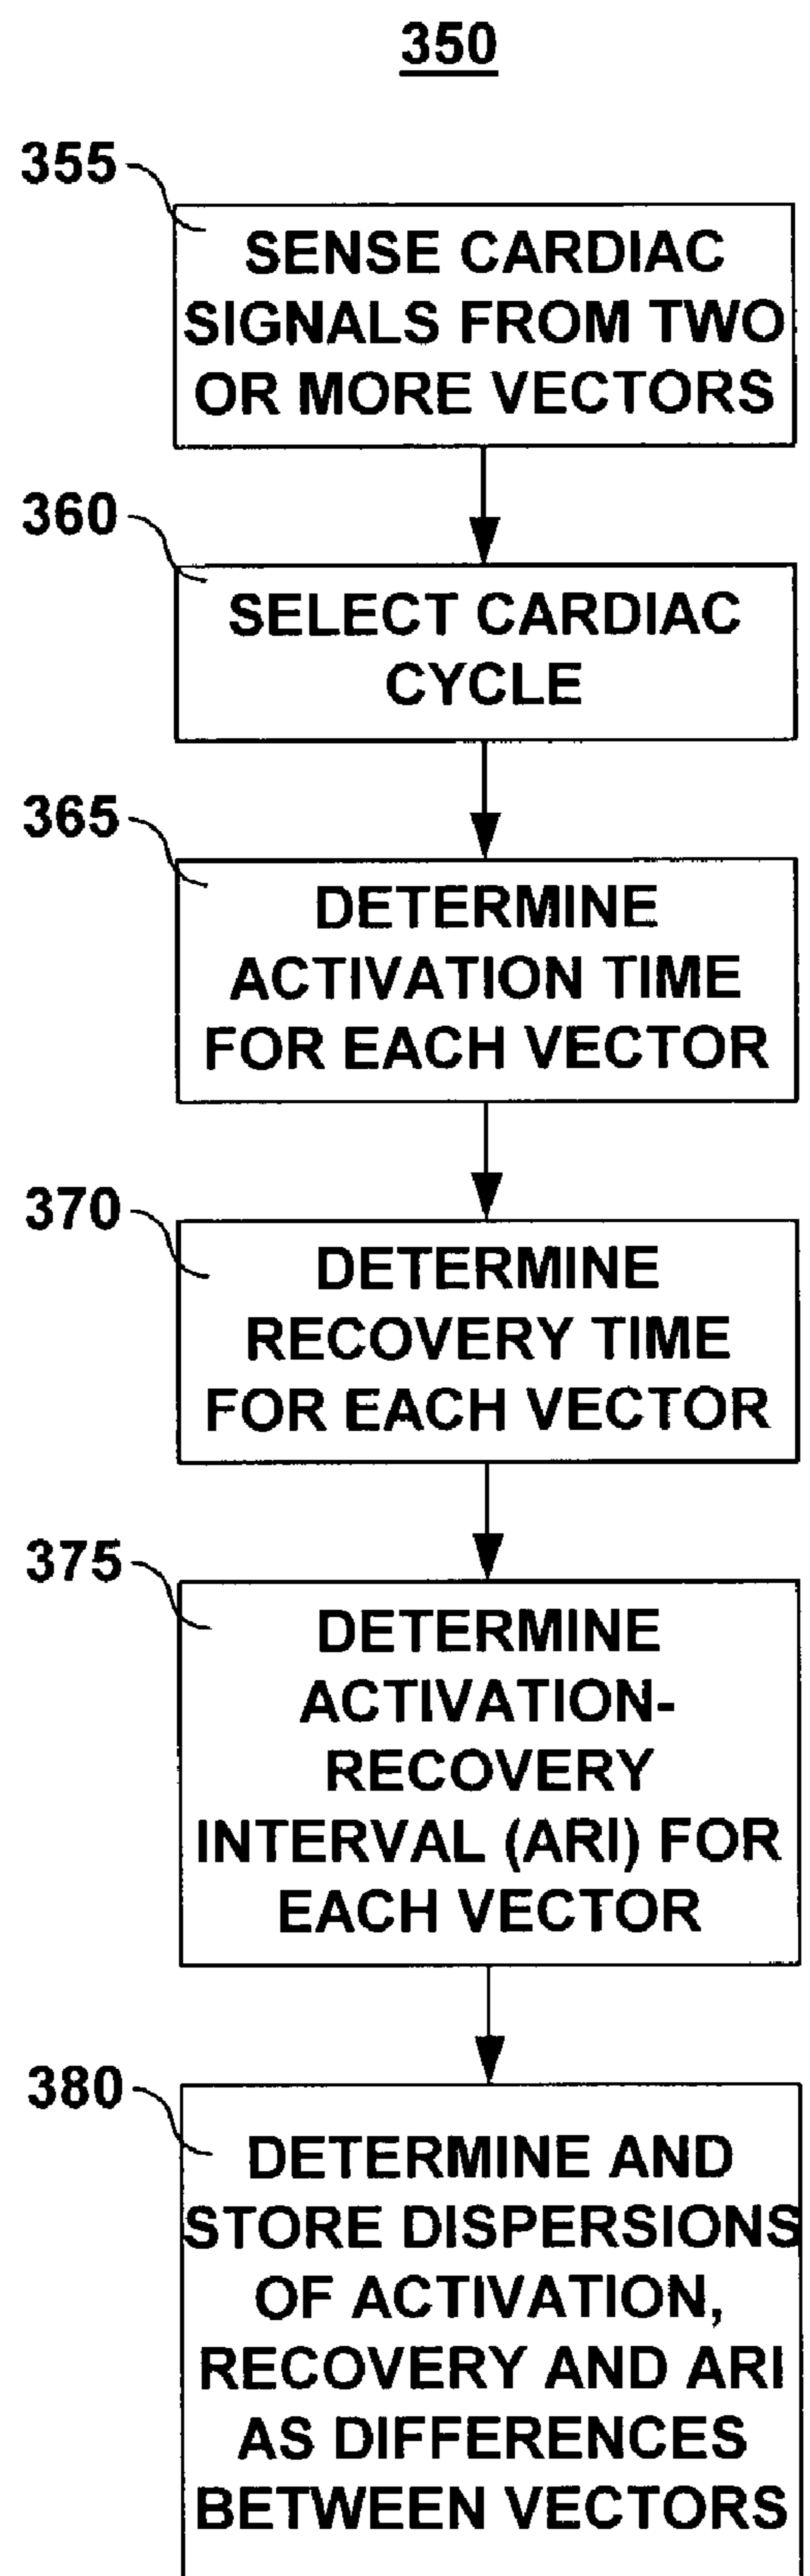 350
355
SENSE CARDIAC
SIGNALS FROM TWO
OR MORE VECTORS
360
SELECT CARDIAC
CYCLE
365
DETERMINE
ACTIVATION TIME
FOR EACH VECTOR
370
DETERMINE
RECOVERY TIME
FOR EACH VECTOR
375
DETERMINE
ACTIVATION-
RECOVERY
INTERVAL (ARI) FOR
EACH VECTOR
380
DETERMINE AND
STORE DISPERSIONS
OF ACTIVATION,
RECOVERY AND ARI
AS DIFFERENCES
BETWEEN VECTORS